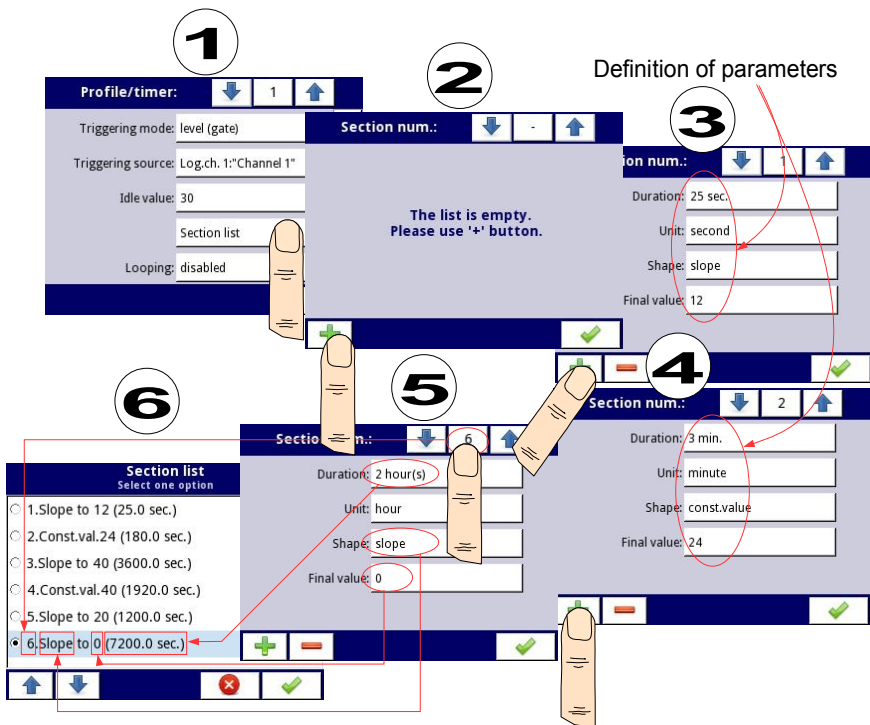 1
Profile/timer: 1
Triggering mode: level (gate)
Triggering source: Log.ch. 1:"Channel 1"
Idle value: 30
Section list
Looping: disabled
2
Section num.: -
The list is empty.
Please use '+' button.
Definition of parameters
3
ion num.: 1
Duration: 25 sec.
Unit: second
Shape: slope
Final value: 12
4
Section num.: 2
Duration: 3 min.
Unit: minute
Shape: const.value
Final value: 24
5
Section num.: 6
Duration: 2 hour(s)
Unit: hour
Shape: slope
Final value: 0
6
Section list
Select one option
1.Slope to 12 (25.0 sec.)
2.Const.val.24 (180.0 sec.)
3.Slope to 40 (3600.0 sec.)
4.Const.val.40 (1920.0 sec.)
5.Slope to 20 (1200.0 sec.)
6.Slope to 0 (7200.0 sec.)